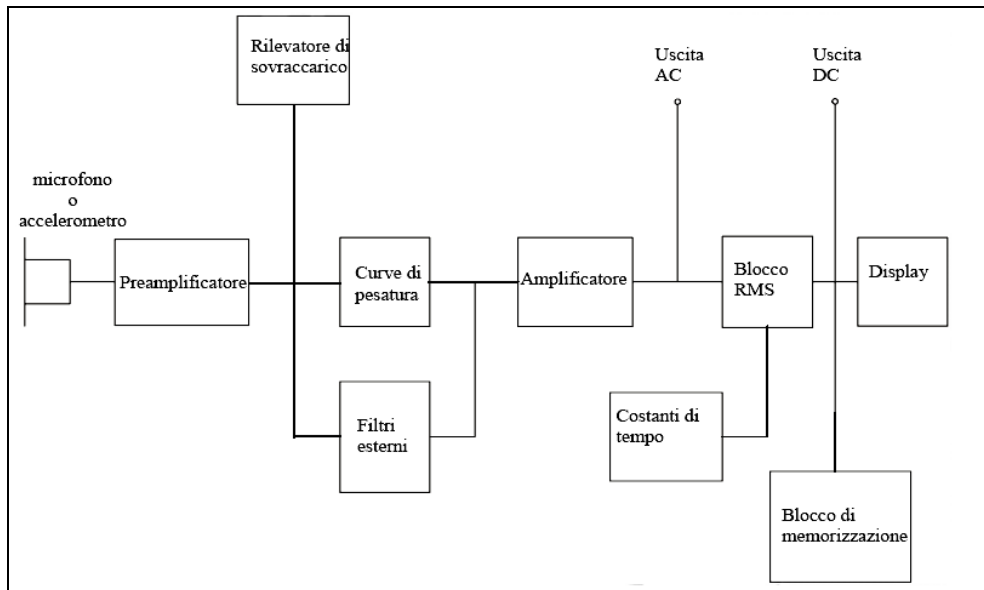 Rilevatore di
sovraccarico
Uscita
AC
Uscita
DC
microfono
o
accelerometro
Preamplificatore
Curve di
pesatura
Amplificatore
Blocco
RMS
Display
Filtri
esterni
Costanti di
tempo
Blocco di
memorizzazione